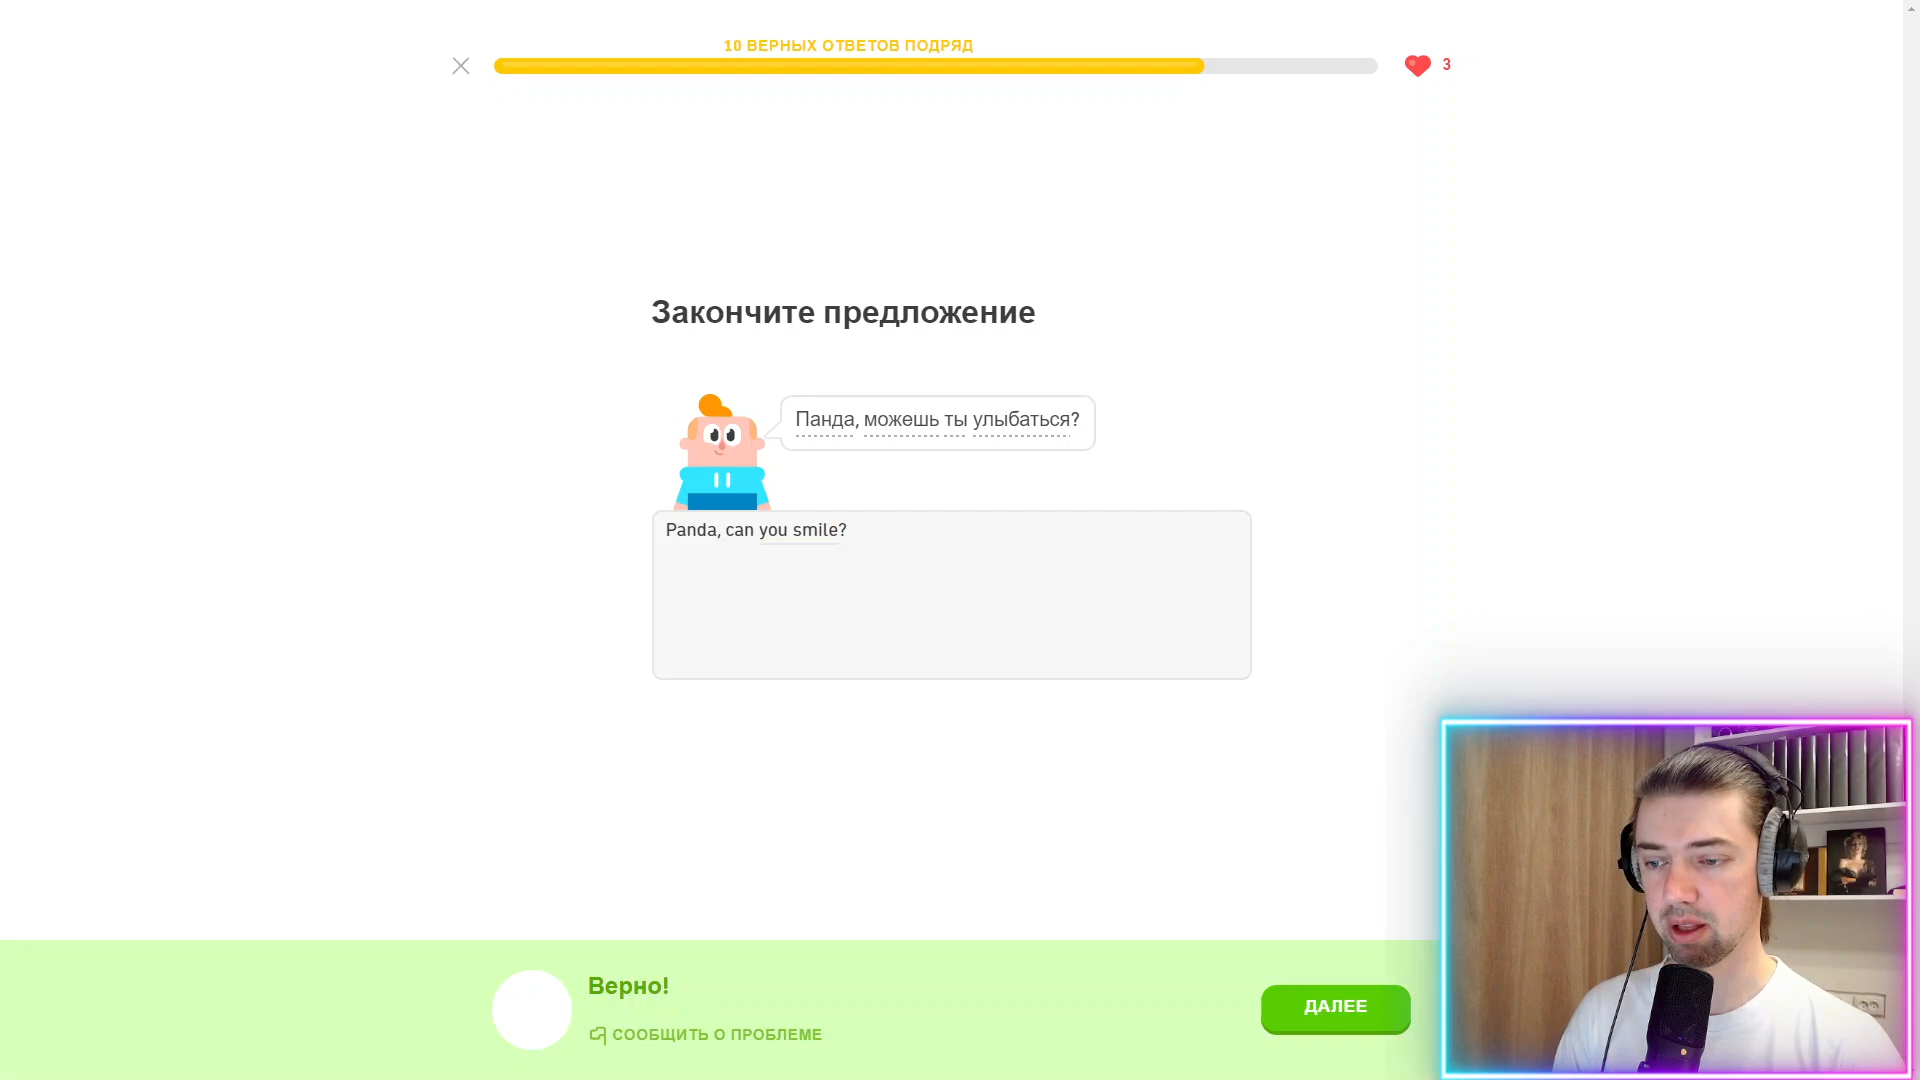 10 ВЕРНЫХ ОТВЕТОВ ПОДРЯД
3
Закончите предложение
Панда, можешь ты улыбаться?
Panda, can you smile?
Верно!
СООБЩИТЬ О ПРОБЛЕМЕ
ДАЛЕЕ